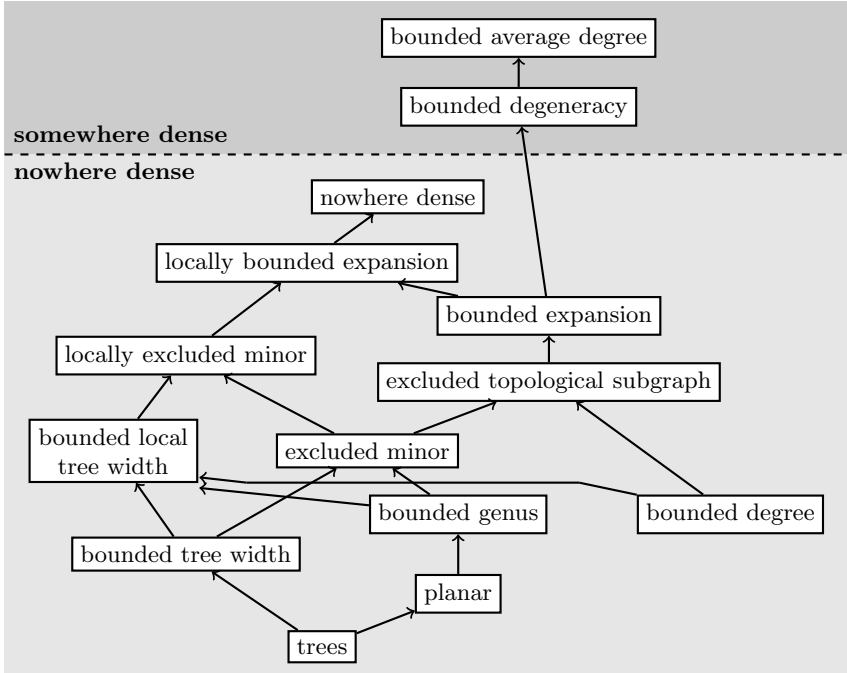 bounded average degree
bounded degeneracy
somewhere dense
nowhere dense
nowhere dense
locally bounded expansion
bounded expansion
locally excluded minor
excluded topological subgraph
bounded local
tree width
excluded minor
bounded genus
bounded degree
bounded tree width
planar
trees